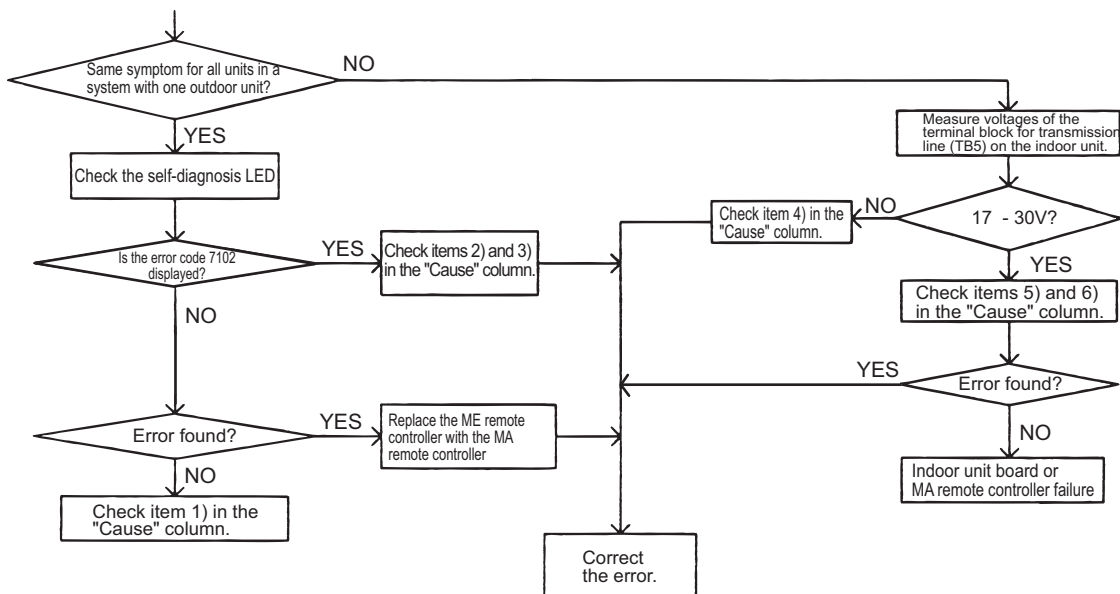 Same symptom for all units in a
system with one outdoor unit?
NO
YES
Measure voltages of the
terminal block for transmission
line (TB5) on the indoor unit.
Check the self-diagnosis LED
Check item 4) in the
"Cause" column.
NO
17 - 30V?
Is the error code 7102
displayed?
YES
Check items 2) and 3)
in the "Cause" column.
YES
Check items 5) and 6)
in the "Cause" column.
NO
YES
Error found?
Error found?
YES
Replace the ME remote
controller with the MA
remote controller
NO
NO
Indoor unit board or
MA remote controller failure
Check item 1) in the
"Cause" column.
Correct
the error.